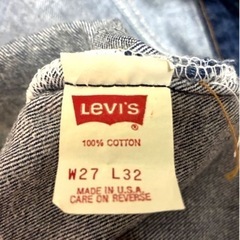 LEVI'S
®
100% COTTON
W27 L32
MADE IN U.S.A.
CARE ON REVERSE